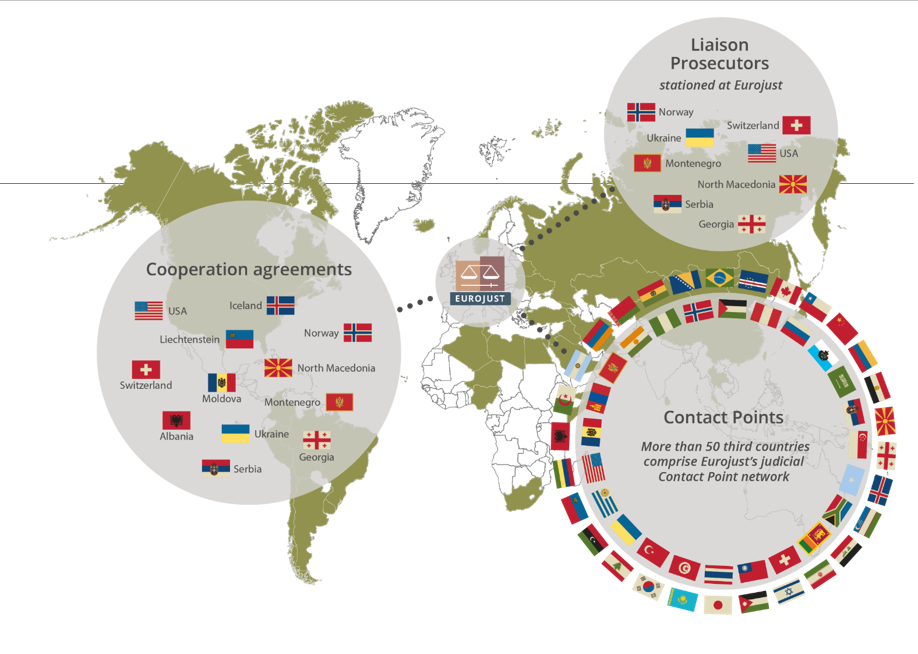 Liaison
Prosecutors
stationed at Eurojust
Norway
Switzerland
Ukraine
USA
Montenegro
North Macedonia
Serbia
Georgia
Cooperation agreements
USA
Iceland
Norway
Liechtenstein
North Macedonia
Switzerland
Moldova
Montenegro
Albania
Ukraine
Georgia
Serbia
EUROJUST
Contact Points
More than 50 third countries
comprise Eurojust's judicial
Contact Point network